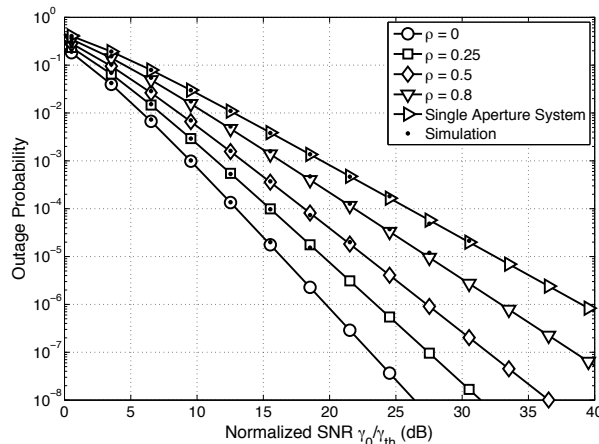 10^0
10^-1
10^-2
10^-3
10^-4
10^-5
10^-6
10^-7
10^-8
Outage Probability
ρ = 0
ρ = 0.25
ρ = 0.5
ρ = 0.8
Single Aperture System
Simulation
0 5 10 15 20 25 30 35 40
Normalized SNR γ_0/γ_th (dB)